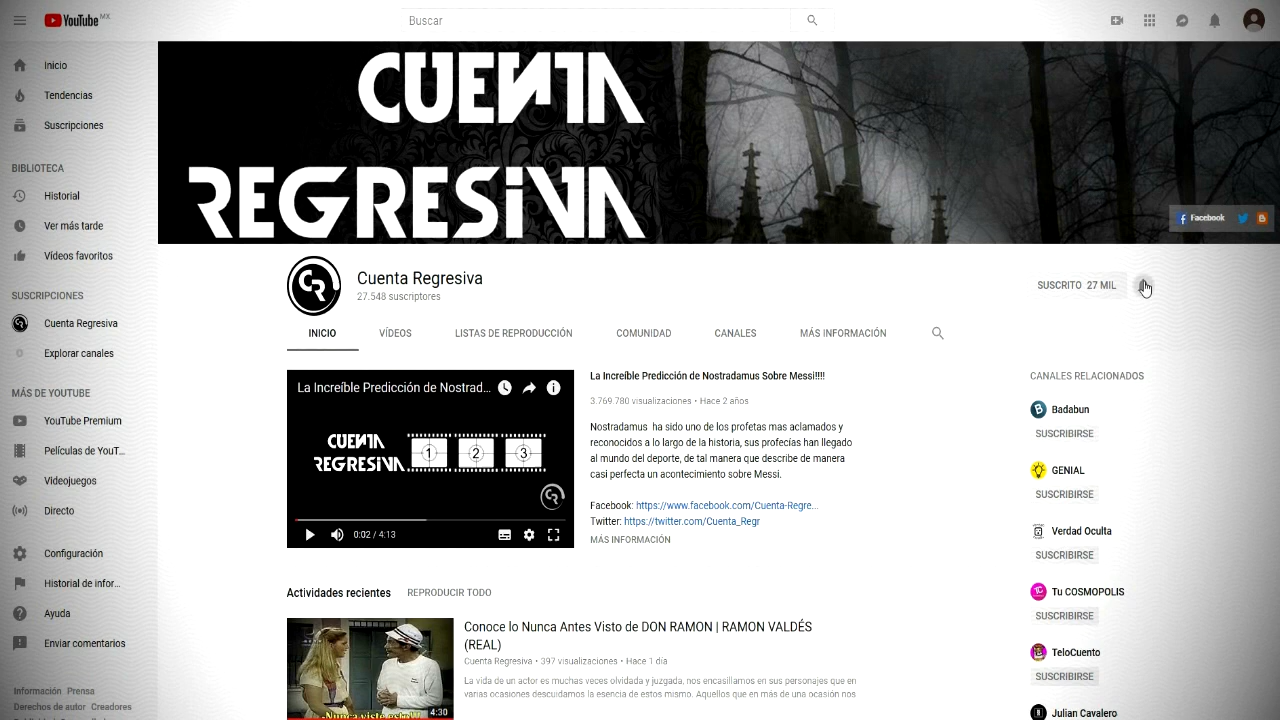 YouTube MX
Buscar
Inicio
Tendencias
Suscripciones
BIBLIOTECA
Historial
Ver más tarde
Vídeos favoritos
SUSCRIPCIONES
Cuenta Regresiva
Explorar canales
MÁS DE YOUTUBE
YouTube Premium
Películas de YouT...
Videojuegos
Directo
Configuración
Historial de infor...
Ayuda
Enviar comentarios
Información Prensa
Derechos de autor Creadores
CUENTA
REGRESiVA
Facebook
CR
Cuenta Regresiva
27.548 suscriptores
SUSCRITO 27 MIL
INICIO VÍDEOS LISTAS DE REPRODUCCIÓN COMUNIDAD CANALES MÁS INFORMACIÓN
La Increíble Predicción de Nostrad...
CUENTA
REGRESIVA
1 2 3
CR
0:02 / 4:13
La Increíble Predicción de Nostradamus Sobre Messi!!!!
3.769.780 visualizaciones • Hace 2 años
Nostradamus ha sido uno de los profetas mas aclamados y
reconocidos a lo largo de la historia, sus profecías han llegado
al mundo del deporte, de tal manera que describe de manera
casi perfecta un acontecimiento sobre Messi.
Facebook: https://www.facebook.com/Cuenta-Regre...
Twitter: https://twitter.com/Cuenta_Regr
MÁS INFORMACIÓN
Actividades recientes REPRODUCIR TODO
-Nunca viste esto!!!
4:30
Conoce lo Nunca Antes Visto de DON RAMON | RAMON VALDÉS
(REAL)
Cuenta Regresiva • 397 visualizaciones • Hace 1 día
La vida de un actor es muchas veces olvidada y juzgada, nos encasillamos en sus personajes que en
varias ocasiones descuidamos la esencia de estos mismo. Aquellos que en más de una ocasión nos
CANALES RELACIONADOS
Badabun
SUSCRIBIRSE
GENIAL
SUSCRIBIRSE
Verdad Oculta
SUSCRIBIRSE
Tu COSMOPOLIS
SUSCRIBIRSE
TeloCuento
SUSCRIBIRSE
Julian Cavalero